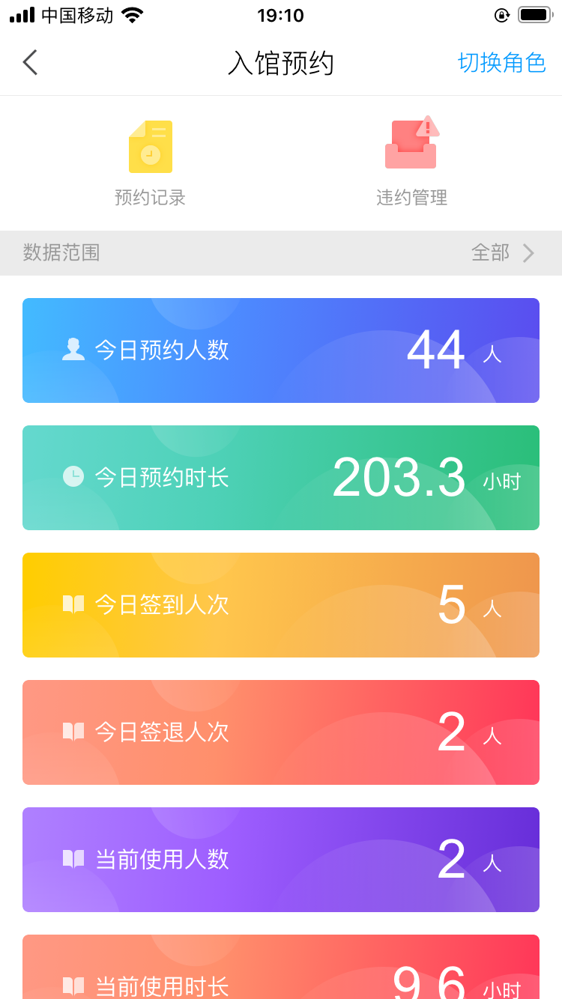 中国移动 19:10
入馆预约 切换角色
预约记录 违约管理
数据范围 全部
今日预约人数 44 人
今日预约时长 203.3 小时
今日签到人次 5 人
今日签退人次 2 人
当前使用人数 2 人
当前使用时长 9.6 小时